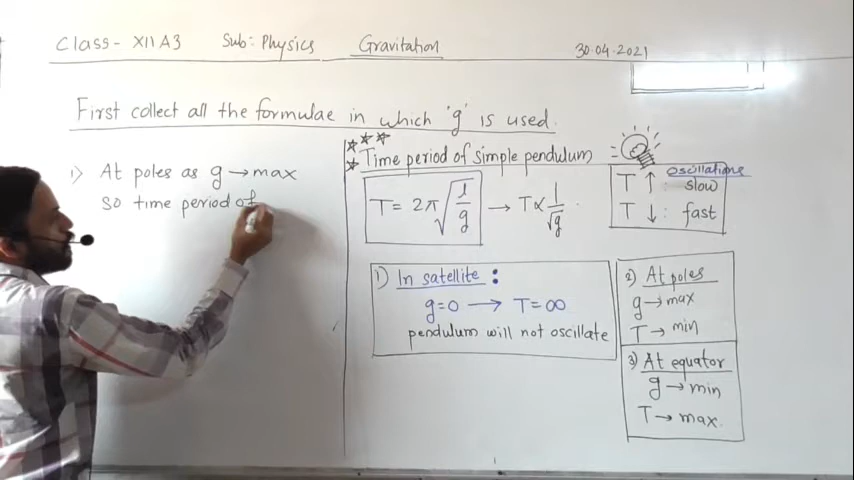 Class- XII A3 Sub: Physics Gravitation 30.04.2021
First collect all the formulae in which 'g' is used.
1) At poles as g → max
so time period of
Time period of simple pendulum
T = 2π√(l/g) → T ∝ 1/√g .
oscillations
T ↑ : slow
T ↓ : fast
1) In satellite :
g=0 → T=∞
pendulum will not oscillate
2) At poles
g → max
T → min
3) At equator
g → min
T → max.